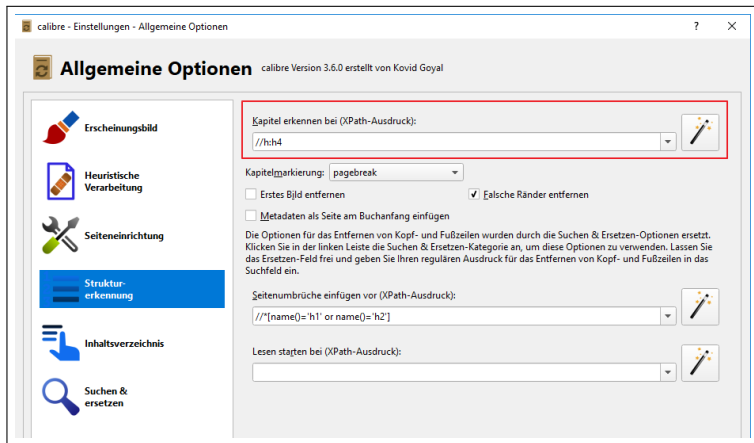 calibre - Einstellungen - Allgemeine Optionen
Allgemeine Optionen calibre Version 3.6.0 erstellt von Kovid Goyal
Erscheinungsbild
Heuristische
Verarbeitung
Seiteneinrichtung
Struktur-
erkennung
Inhaltsverzeichnis
Suchen &
ersetzen
Kapitel erkennen bei (XPath-Ausdruck):
//h:h4
Kapitelmarkierung: pagebreak
Erstes Bild entfernen
Falsche Ränder entfernen
Metadaten als Seite am Buchanfang einfügen
Die Optionen für das Entfernen von Kopf- und Fußzeilen wurden durch die Suchen & Ersetzen-Optionen ersetzt.
Klicken Sie in der linken Leiste die Suchen & Ersetzen-Kategorie an, um diese Optionen zu verwenden. Lassen Sie
das Ersetzen-Feld frei und geben Sie Ihren regulären Ausdruck für das Entfernen von Kopf- und Fußzeilen in das
Suchfeld ein.
Seitenumbrüche einfügen vor (XPath-Ausdruck):
//*[name()='h1' or name()='h2']
Lesen starten bei (XPath-Ausdruck):